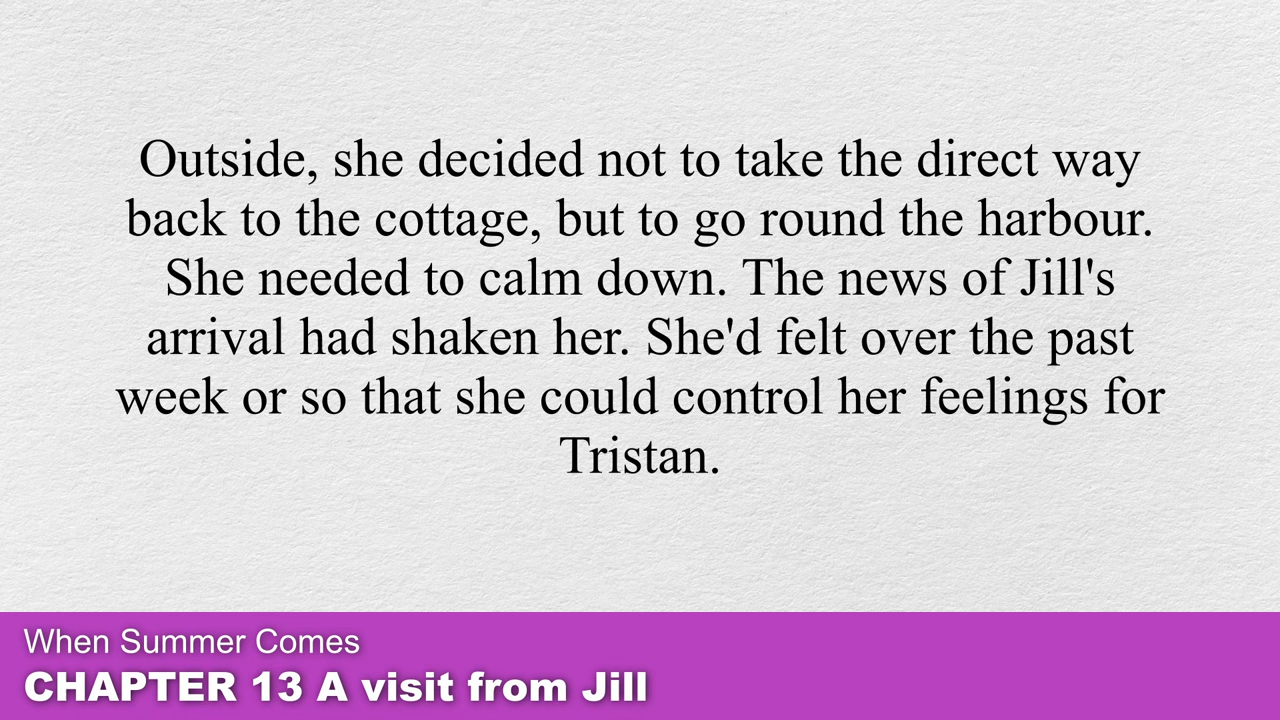 Outside, she decided not to take the direct way
back to the cottage, but to go round the harbour.
She needed to calm down. The news of Jill's
arrival had shaken her. She'd felt over the past
week or so that she could control her feelings for
Tristan.
When Summer Comes
CHAPTER 13 A visit from Jill